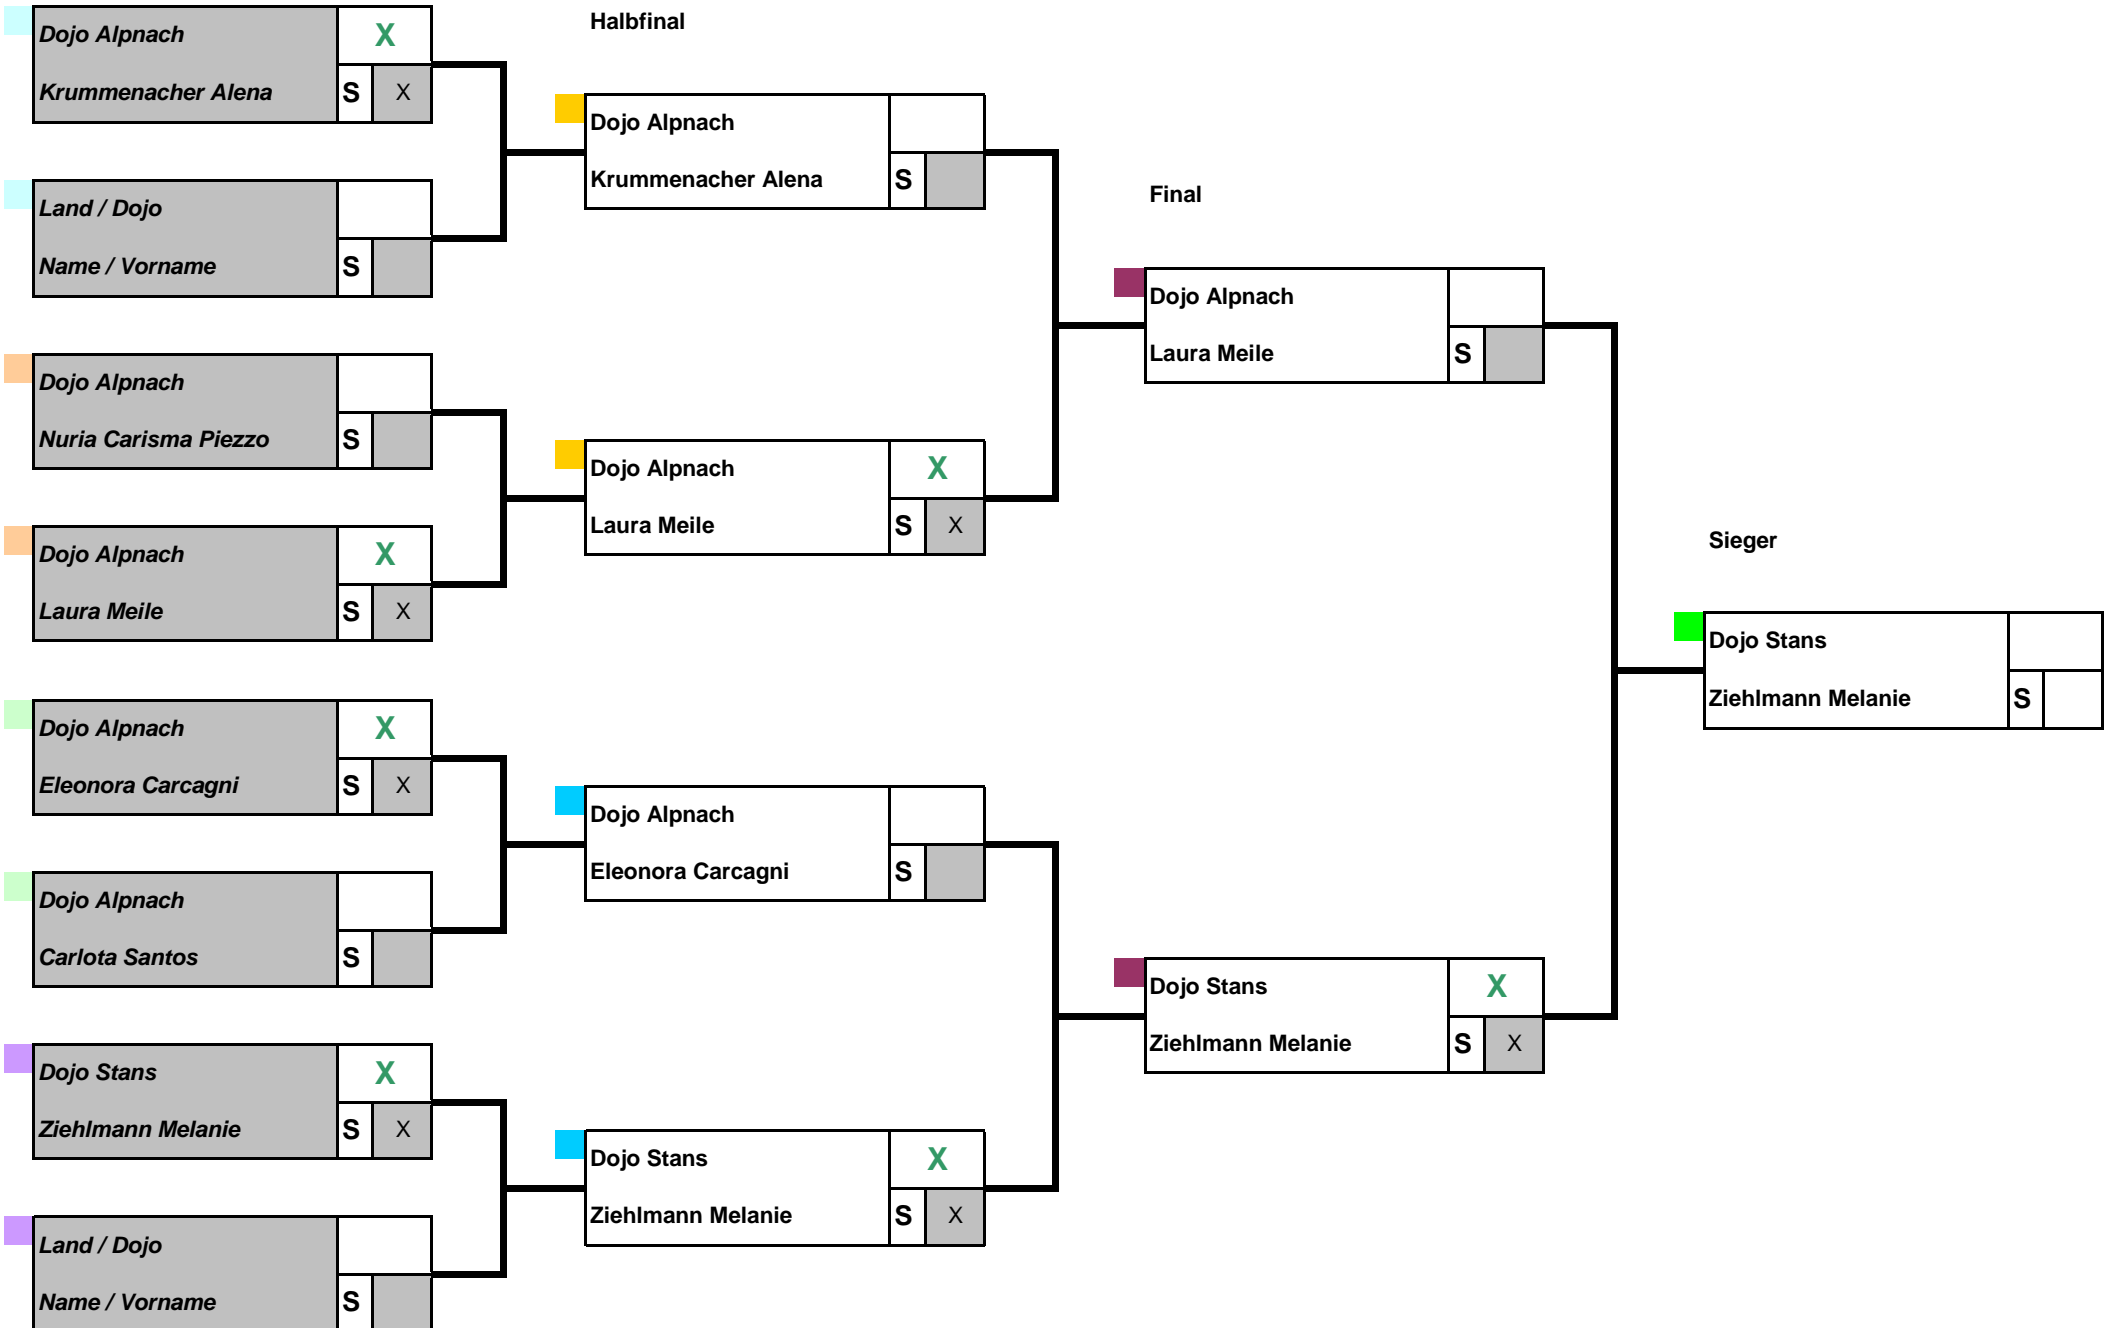 Dojo Alpnach X
Krummenacher Alena S X
Land / Dojo
Name / Vorname S
Dojo Alpnach
Nuria Carisma Piezzo S
Dojo Alpnach X
Laura Meile S X
Dojo Alpnach X
Eleonora Carcagni S X
Dojo Alpnach
Carlota Santos S
Dojo Stans X
Ziehlmann Melanie S X
Land / Dojo
Name / Vorname S
Halbfinal
Dojo Alpnach
Krummenacher Alena S
Dojo Alpnach X
Laura Meile S X
Dojo Alpnach
Eleonora Carcagni S
Dojo Stans X
Ziehlmann Melanie S X
Final
Dojo Alpnach
Laura Meile S
Dojo Stans X
Ziehlmann Melanie S X
Sieger
Dojo Stans
Ziehlmann Melanie S